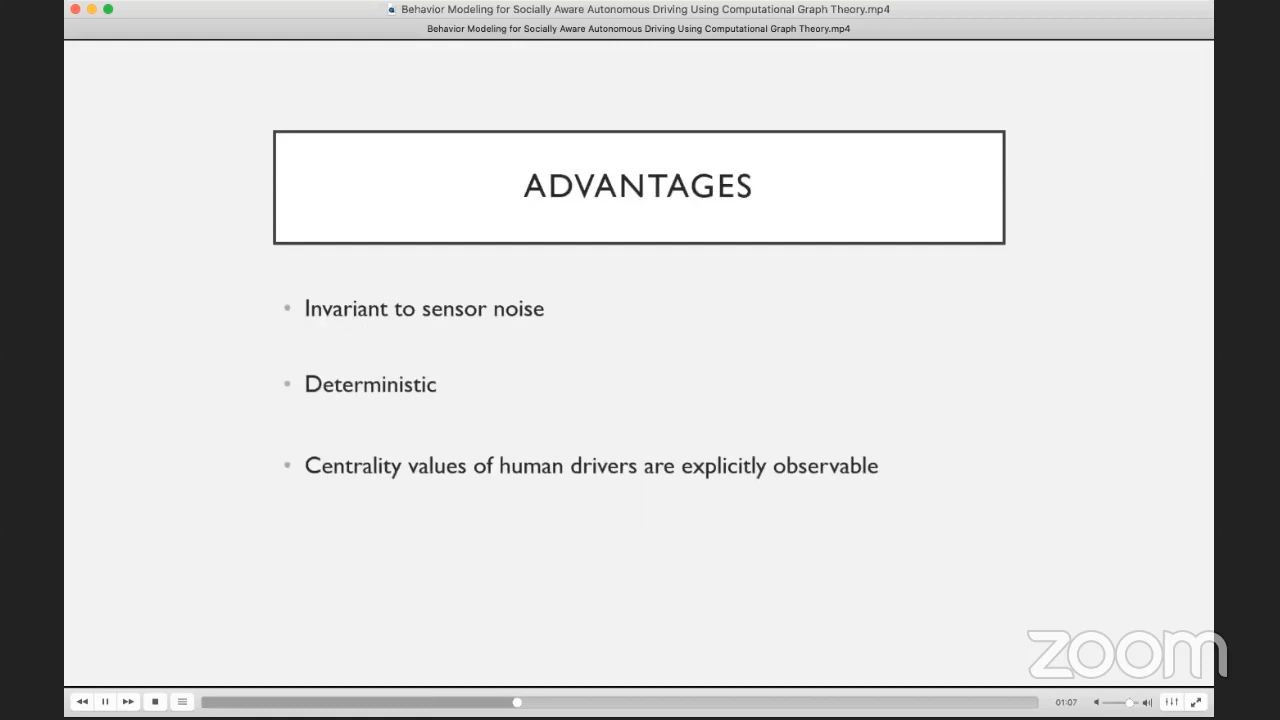 Behavior Modeling for Socially Aware Autonomous Driving Using Computational Graph Theory.mp4
Behavior Modeling for Socially Aware Autonomous Driving Using Computational Graph Theory.mp4
ADVANTAGES
• Invariant to sensor noise
• Deterministic
• Centrality values of human drivers are explicitly observable
zoom
01:07